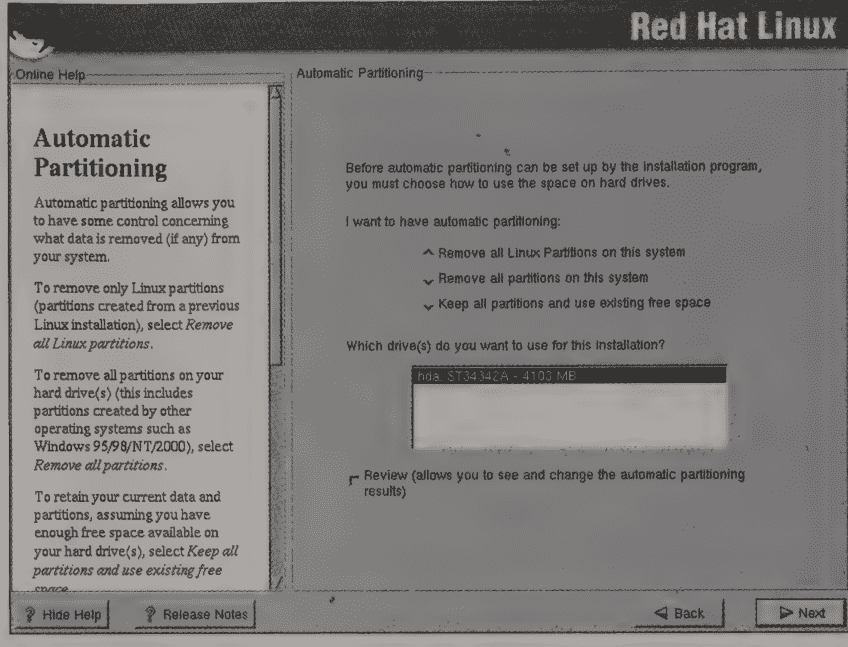 Red Hat Linux
Online Help
Automatic
Partitioning
Automatic partitioning allows you
to have some control concerning
what data is removed (if any) from
your system.
To remove only Linux partitions
(partitions created from a previous
Linux installation), select Remove
all Linux partitions.
To remove all partitions on your
hard drive(s) (this includes
partitions created by other
operating systems such as
Windows 95/98/NT/2000), select
Remove all partitions.
To retain your current data and
partitions, assuming you have
enough free space available on
your hard drive(s), select Keep all
partitions and use existing free
space
Automatic Partitioning
Before automatic partitioning can be set up by the installation program,
you must choose how to use the space on hard drives.
I want to have automatic partitioning:
Remove all Linux Partitions on this system
Remove all partitions on this system
Keep all partitions and use existing free space
Which drive(s) do you want to use for this installation?
hda: ST34342A - 4103 MB
Review (allows you to see and change the automatic partitioning
results)
Hide Help
Release Notes
Back
Next